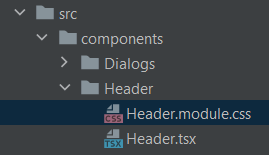 src
components
Dialogs
Header
CSS Header.module.css
TSX Header.tsx